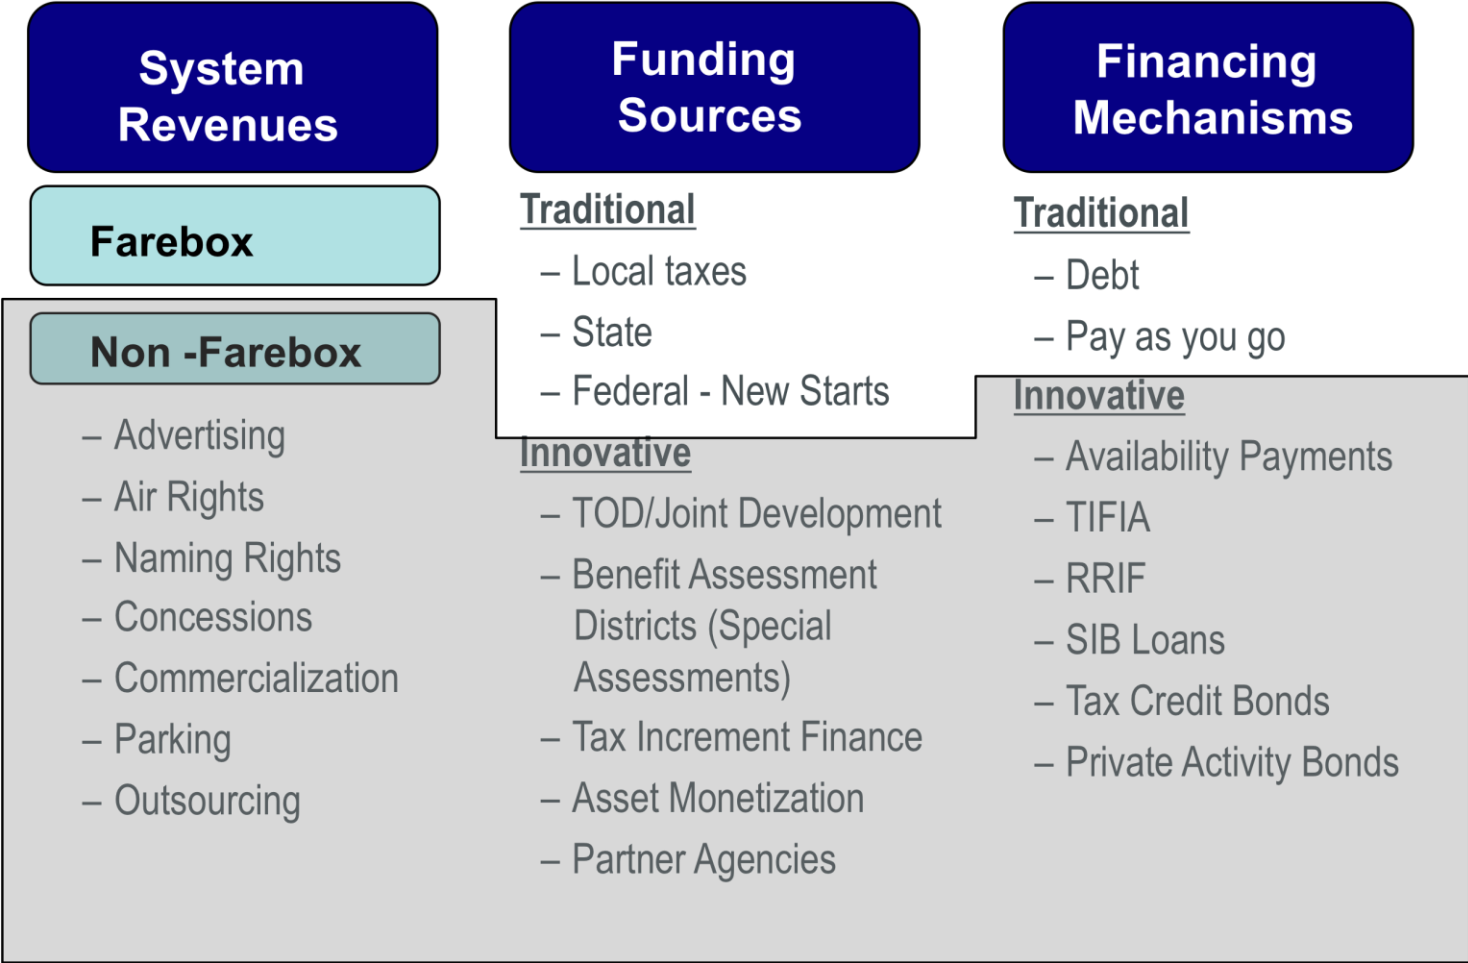 System
Revenues
Farebox
Non -Farebox
– Advertising
– Air Rights
– Naming Rights
– Concessions
– Commercialization
– Parking
– Outsourcing
Funding
Sources
Traditional
– Local taxes
– State
– Federal - New Starts
Innovative
– TOD/Joint Development
– Benefit Assessment
Districts (Special
Assessments)
– Tax Increment Finance
– Asset Monetization
– Partner Agencies
Financing
Mechanisms
Traditional
– Debt
– Pay as you go
Innovative
– Availability Payments
– TIFIA
– RRIF
– SIB Loans
– Tax Credit Bonds
– Private Activity Bonds